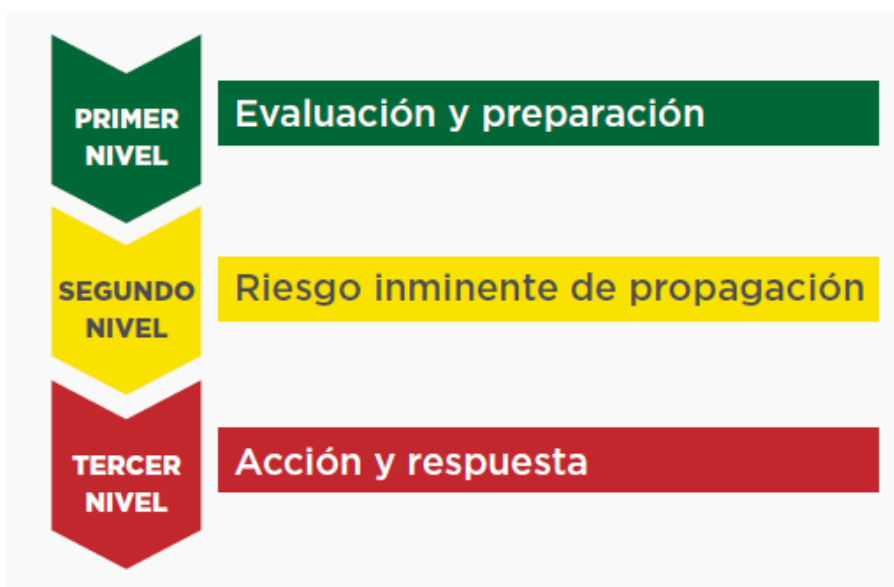 PRIMER
NIVEL
Evaluación y preparación
SEGUNDO
NIVEL
Riesgo inminente de propagación
TERCER
NIVEL
Acción y respuesta